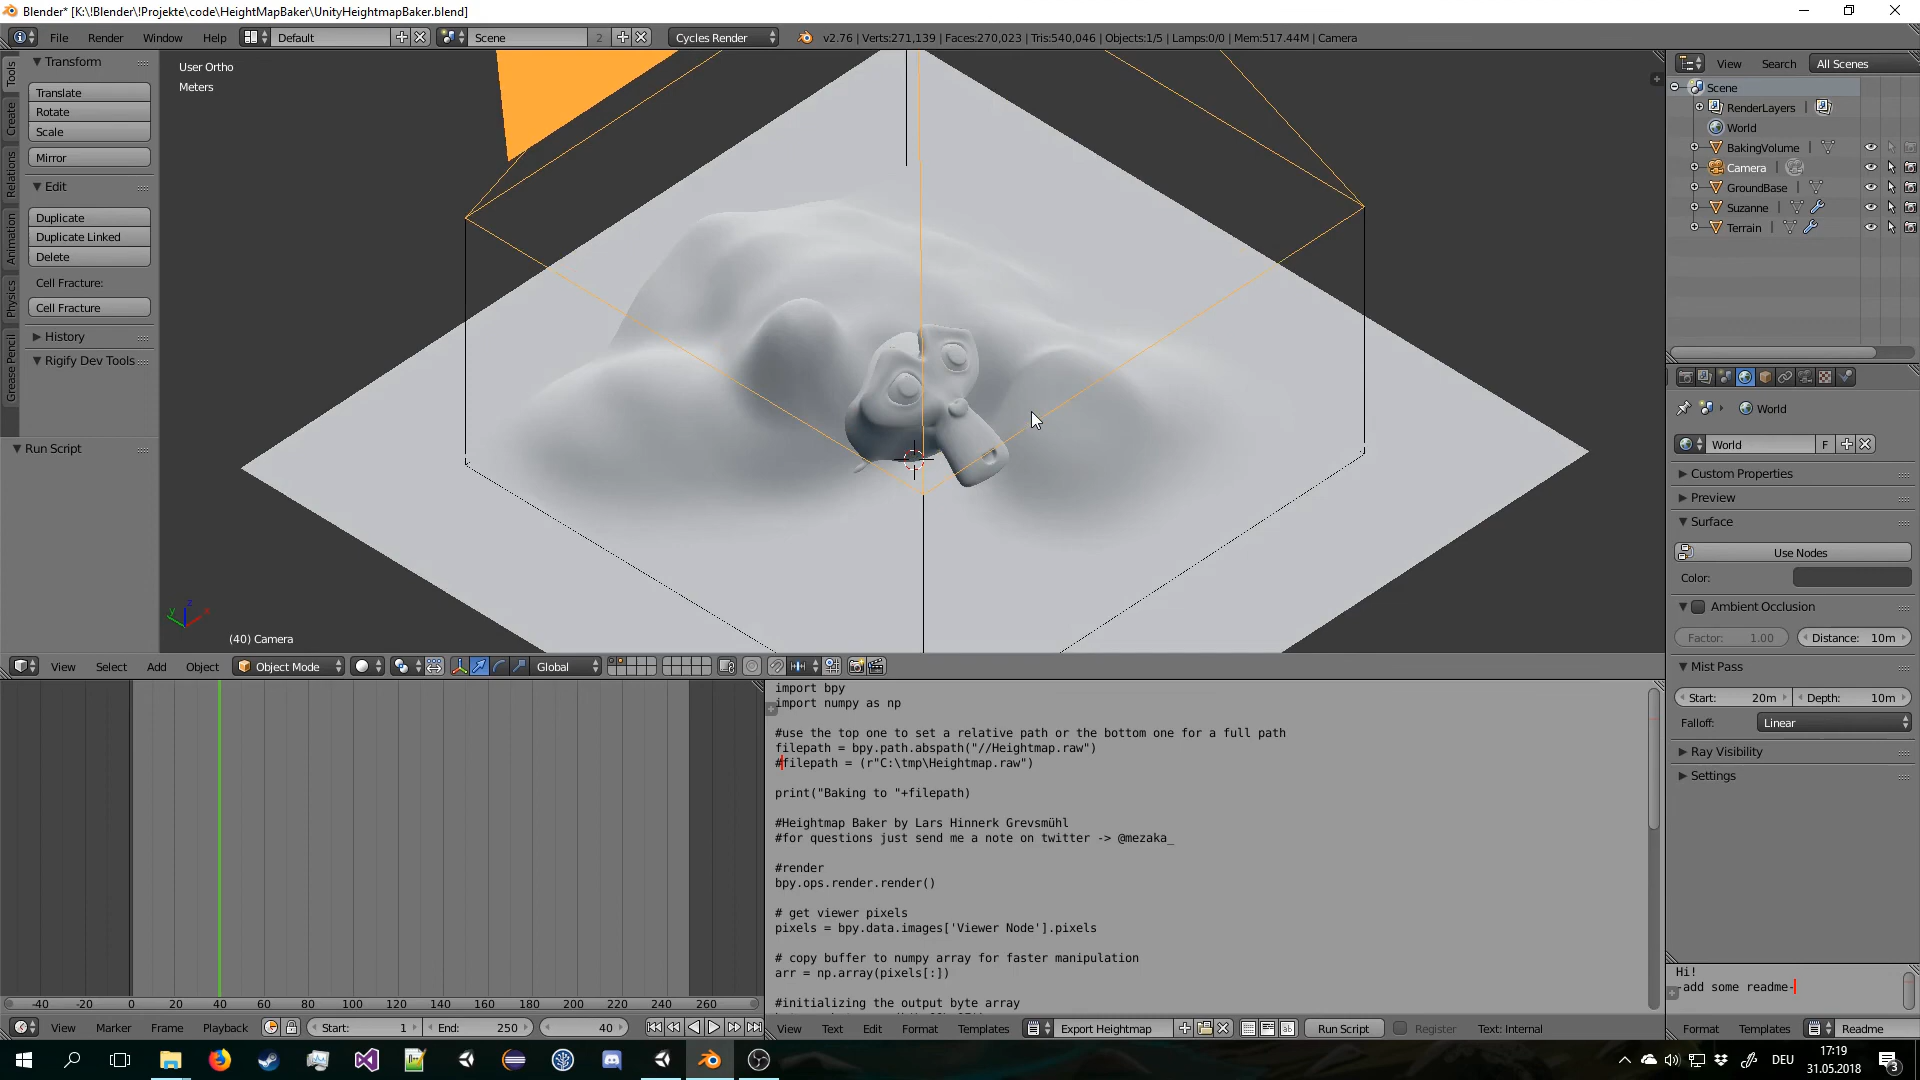 Blender* [K:\!Blender\!Projekte\code\HeightMapBaker\UnityHeightmapBaker.blend]
File Render Window Help Default Scene 2 Cycles Render v2.76 | Verts:271,139 | Faces:270,023 | Tris:540,046 | Objects:1/5 | Lamps:0/0 | Mem:517.44M | Camera
Tools
Create
Relations
Animation
Physics
Grease Pencil
Transform
Translate
Rotate
Scale
Mirror
Edit
Duplicate
Duplicate Linked
Delete
Cell Fracture:
Cell Fracture
History
Rigify Dev Tools
Run Script
User Ortho
Meters
z
y
x
(40) Camera
View Select Add Object Object Mode Global
View Search All Scenes
Scene
RenderLayers
World
BakingVolume
Camera
GroundBase
Suzanne
Terrain
World
World F
Custom Properties
Preview
Surface
Use Nodes
Color:
Ambient Occlusion
Factor: 1.00 Distance: 10m
Mist Pass
Start: 20m Depth: 10m
Falloff: Linear
Ray Visibility
Settings
import bpy
import numpy as np
#use the top one to set a relative path or the bottom one for a full path
filepath = bpy.path.abspath("//Heightmap.raw")
#filepath = (r"C:\tmp\Heightmap.raw")
print("Baking to "+filepath)
#Heightmap Baker by Lars Hinnerk Grevsmühl
#for questions just send me a note on twitter -> @mezaka_
#render
bpy.ops.render.render()
# get viewer pixels
pixels = bpy.data.images['Viewer Node'].pixels
# copy buffer to numpy array for faster manipulation
arr = np.array(pixels[:])
#initializing the output byte array
Hi!
-add some readme-
-40 -20 0 20 40 60 80 100 120 140 160 180 200 220 240 260
View Marker Frame Playback Start: 1 End: 250 40
View Text Edit Format Templates Export Heightmap Run Script Register Text: Internal
Format Templates Readme
DEU
17:19
31.05.2018
3